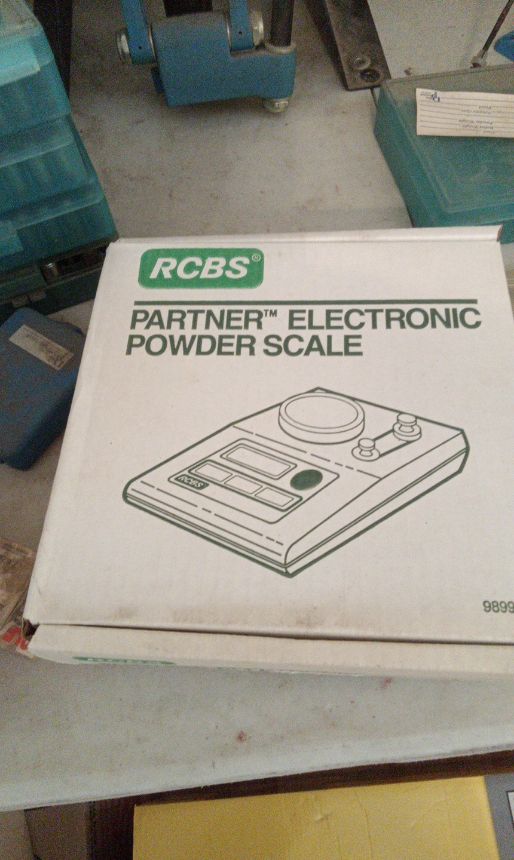 RCBS®
PARTNER™ ELECTRONIC
POWDER SCALE
RCBS
9899